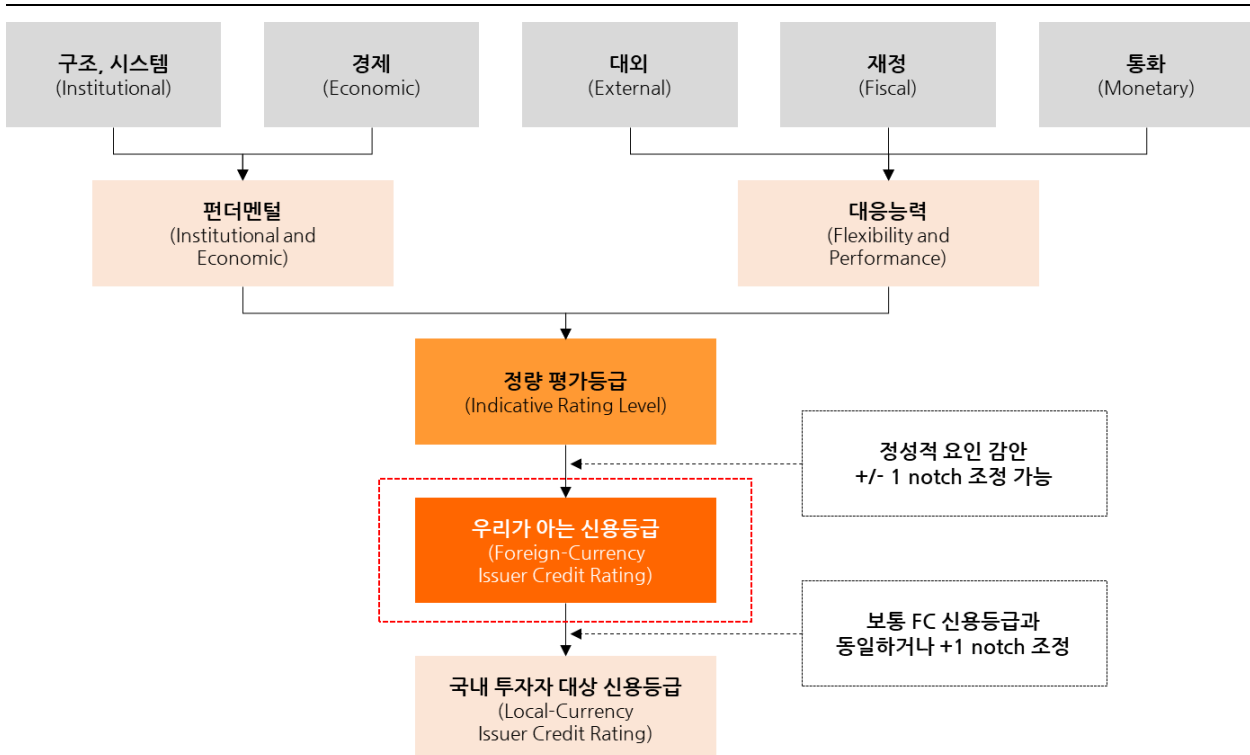 구조, 시스템
(Institutional)
경제
(Economic)
대외
(External)
재정
(Fiscal)
통화
(Monetary)
펀더멘털
(Institutional and
Economic)
대응능력
(Flexibility and
Performance)
정량 평가등급
(Indicative Rating Level)
정성적 요인 감안
+/- 1 notch 조정 가능
우리가 아는 신용등급
(Foreign-Currency
Issuer Credit Rating)
보통 FC 신용등급과
동일하거나 +1 notch 조정
국내 투자자 대상 신용등급
(Local-Currency
Issuer Credit Rating)